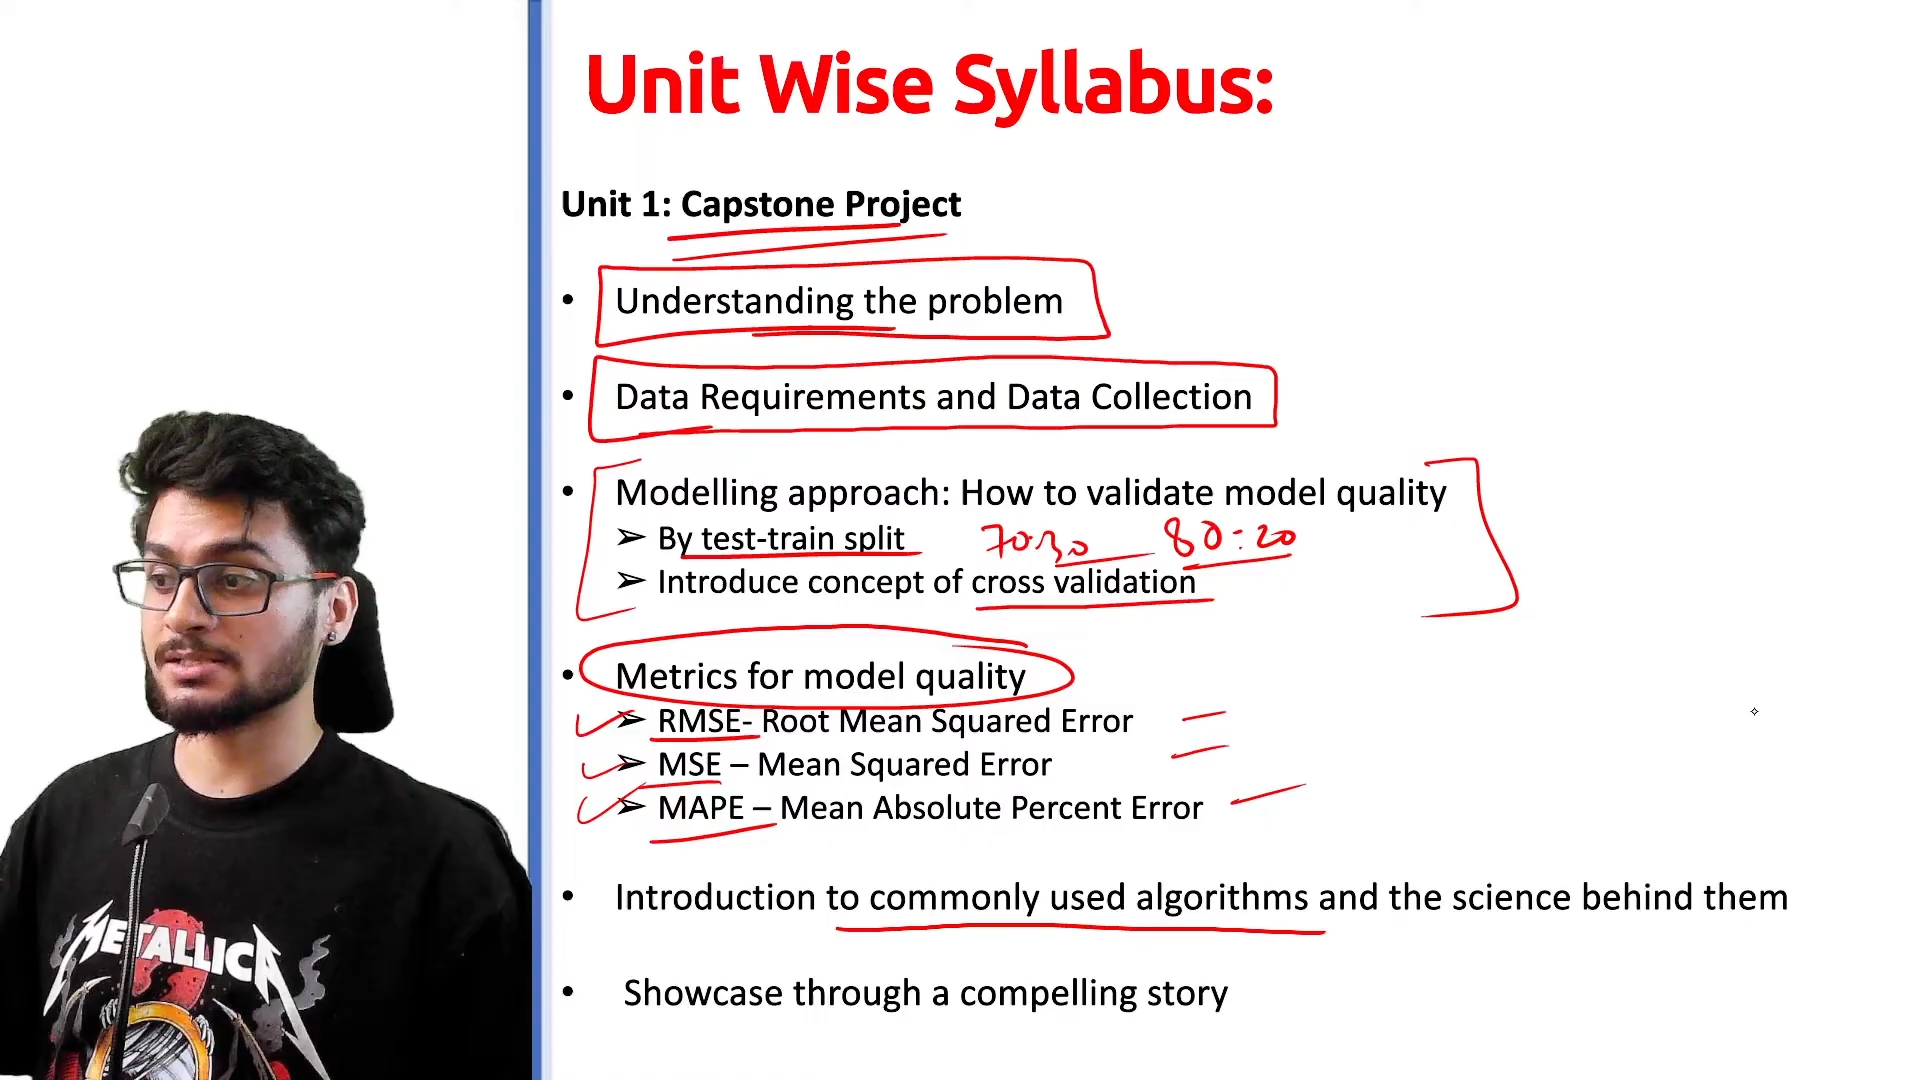 Unit Wise Syllabus:
Unit 1: Capstone Project
• Understanding the problem
• Data Requirements and Data Collection
• Modelling approach: How to validate model quality
➢ By test-train split 70:30 80:20
➢ Introduce concept of cross validation
• Metrics for model quality
➢ RMSE- Root Mean Squared Error
➢ MSE – Mean Squared Error
➢ MAPE – Mean Absolute Percent Error
• Introduction to commonly used algorithms and the science behind them
• Showcase through a compelling story
METALLICA